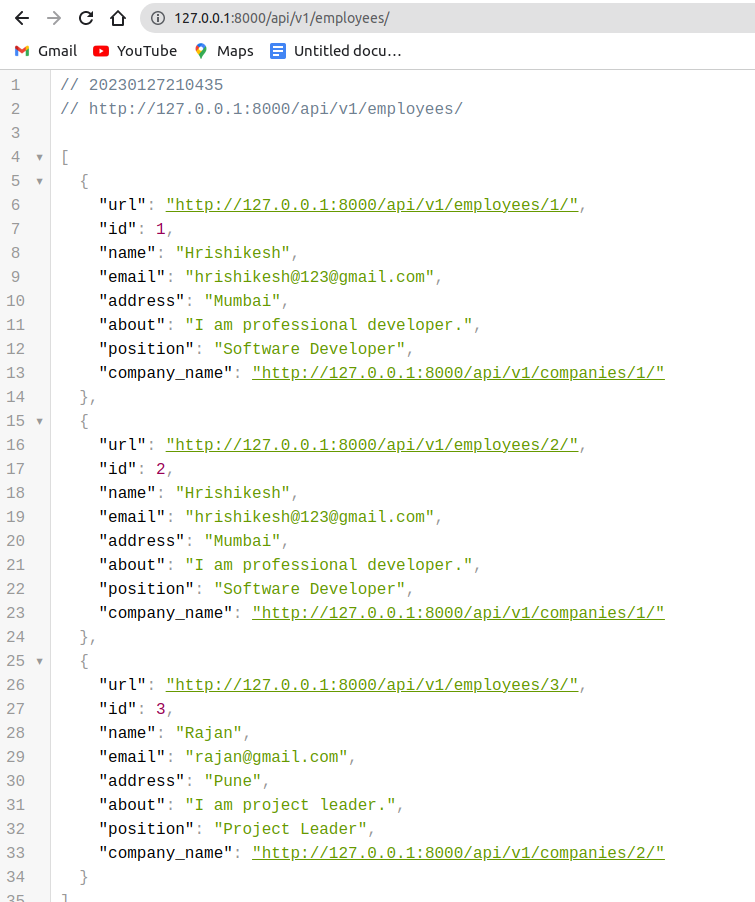 127.0.0.1:8000/api/v1/employees/
Gmail YouTube Maps Untitled docu...
1 // 20230127210435
2 // http://127.0.0.1:8000/api/v1/employees/
3
4 [
5 {
6 "url": "http://127.0.0.1:8000/api/v1/employees/1/",
7 "id": 1,
8 "name": "Hrishikesh",
9 "email": "hrishikesh@123@gmail.com",
10 "address": "Mumbai",
11 "about": "I am professional developer.",
12 "position": "Software Developer",
13 "company_name": "http://127.0.0.1:8000/api/v1/companies/1/"
14 },
15 {
16 "url": "http://127.0.0.1:8000/api/v1/employees/2/",
17 "id": 2,
18 "name": "Hrishikesh",
19 "email": "hrishikesh@123@gmail.com",
20 "address": "Mumbai",
21 "about": "I am professional developer.",
22 "position": "Software Developer",
23 "company_name": "http://127.0.0.1:8000/api/v1/companies/1/"
24 },
25 {
26 "url": "http://127.0.0.1:8000/api/v1/employees/3/",
27 "id": 3,
28 "name": "Rajan",
29 "email": "rajan@gmail.com",
30 "address": "Pune",
31 "about": "I am project leader.",
32 "position": "Project Leader",
33 "company_name": "http://127.0.0.1:8000/api/v1/companies/2/"
34 }
35 ]